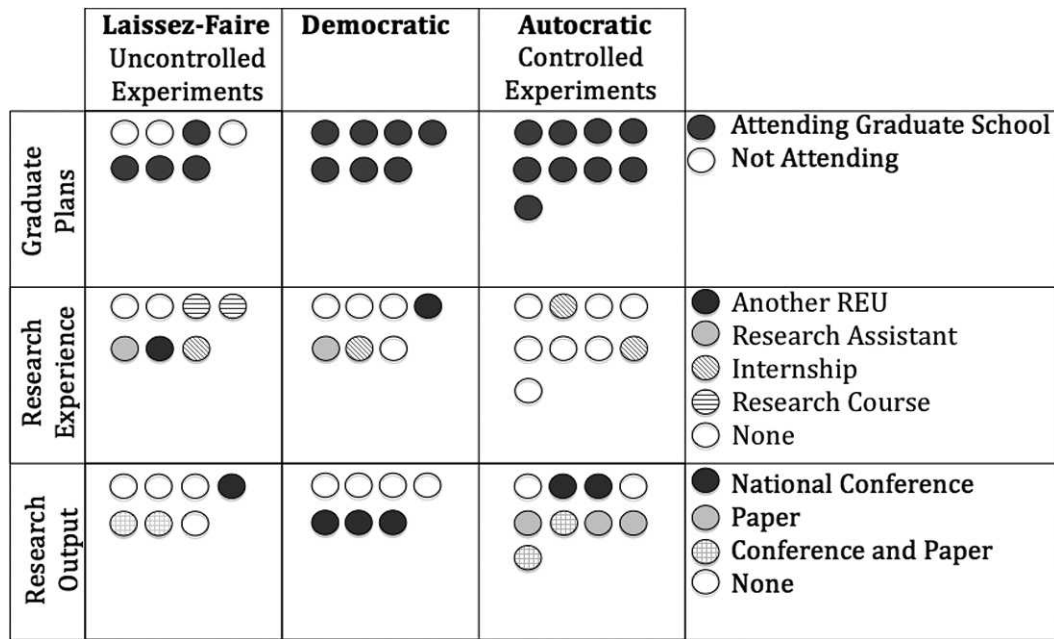 Laissez-Faire
Uncontrolled
Experiments
Democratic
Autocratic
Controlled
Experiments
Graduate
Plans
Attending Graduate School
Not Attending
Research
Experience
Another REU
Research Assistant
Internship
Research Course
None
Research
Output
National Conference
Paper
Conference and Paper
None